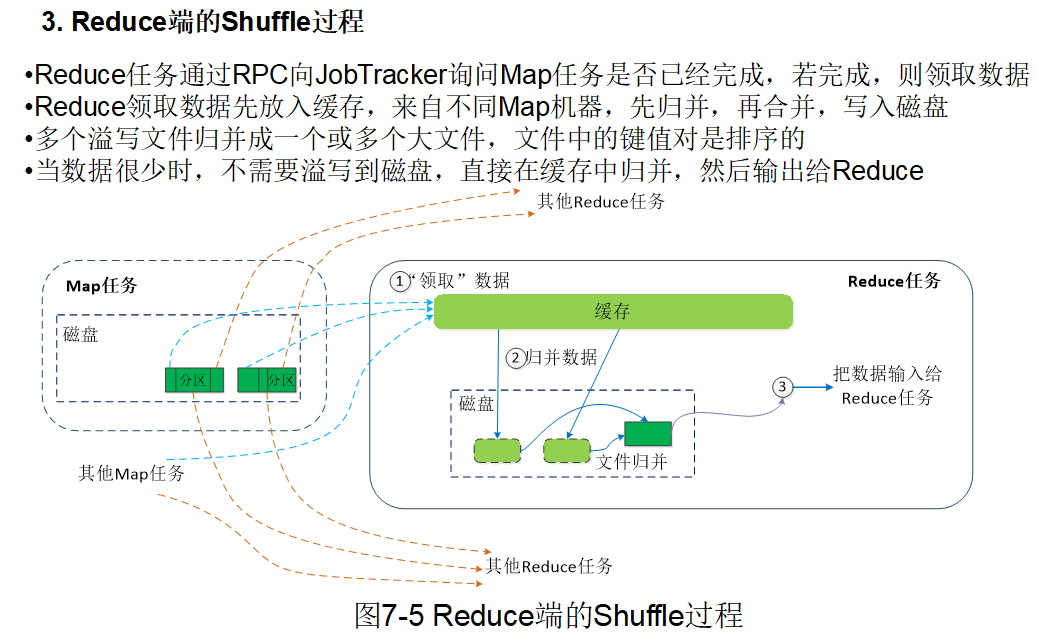 3. Reduce端的Shuffle过程
•Reduce任务通过RPC向JobTracker询问Map任务是否已经完成，若完成，则领取数据
•Reduce领取数据先放入缓存，来自不同Map机器，先归并，再合并，写入磁盘
•多个溢写文件归并成一个或多个大文件，文件中的键值对是排序的
•当数据很少时，不需要溢写到磁盘，直接在缓存中归并，然后输出给Reduce
其他Reduce任务
Map任务
磁盘
分区
分区
其他Map任务
①“领取”数据
Reduce任务
缓存
②归并数据
磁盘
文件归并
③
把数据输入给
Reduce任务
其他Reduce任务
图7-5 Reduce端的Shuffle过程